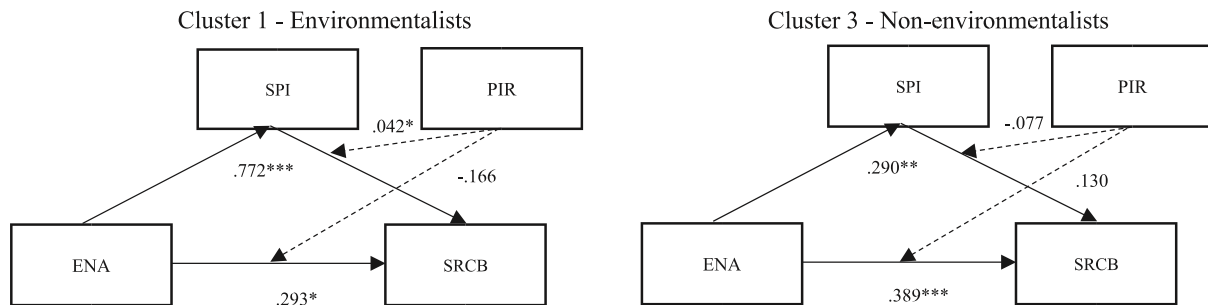 Cluster 1 - Environmentalists
SPI
PIR
.042*
.772***
-.166
ENA
SRCB
.293*
Cluster 3 - Non-environmentalists
SPI
PIR
-.077
.290**
.130
ENA
SRCB
.389***